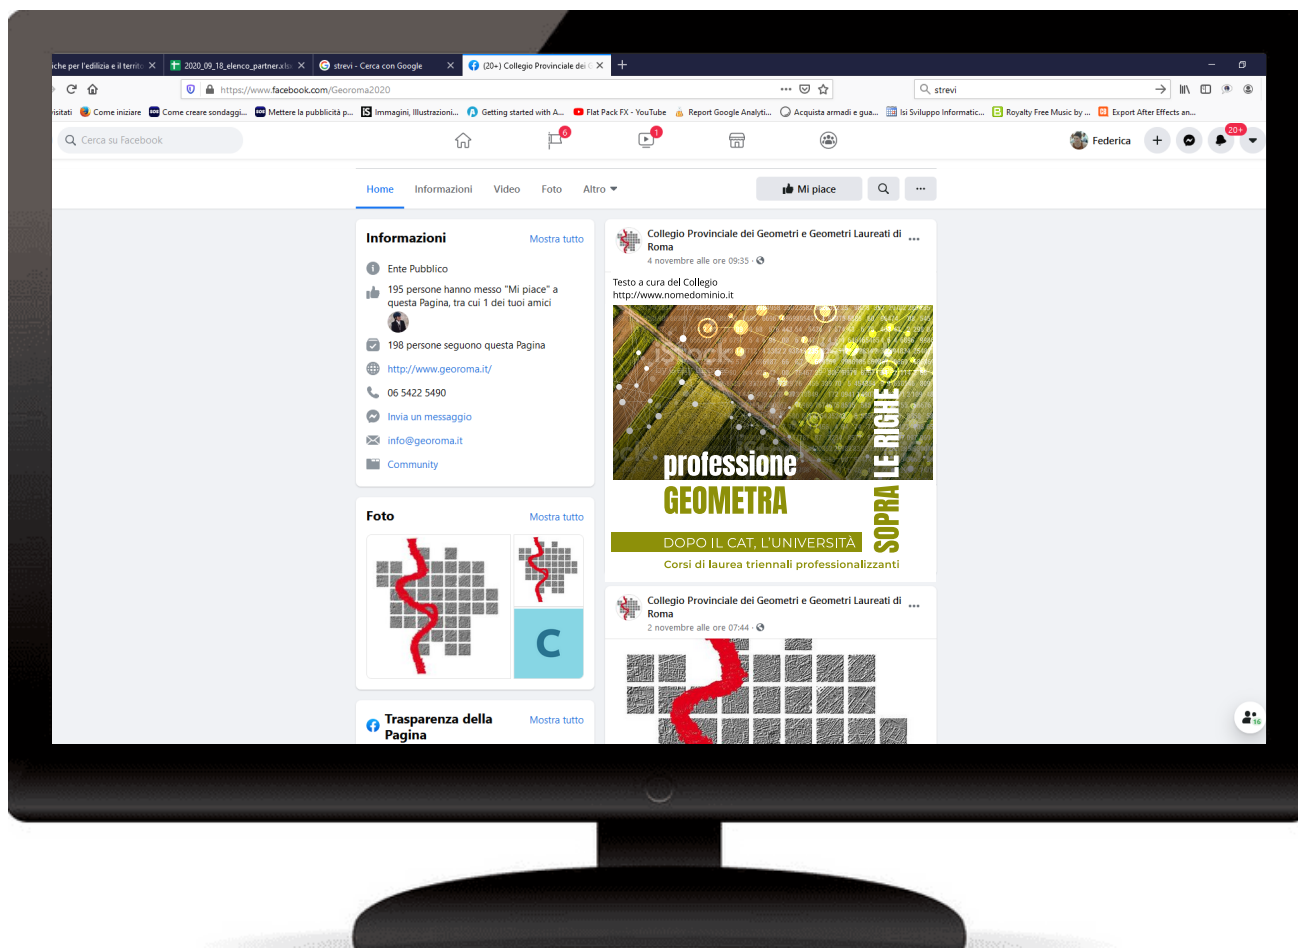 iche per l'edilizia e il territo
2020_09_18_elenco_partner.xls
strevi - Cerca con Google
(20+) Collegio Provinciale dei G
https://www.facebook.com/Georoma2020
strevi
isitati
Come iniziare
Come creare sondaggi...
Mettere la pubblicità p...
Immagini, Illustrazioni...
Getting started with A...
Flat Pack FX - YouTube
Report Google Analyti...
Acquista armadi e gua...
Isi Sviluppo Informatic...
Royalty Free Music by ...
Export After Effects an...
Cerca su Facebook
6
1
Federica
20+
Home Informazioni Video Foto Altro
Mi piace
Informazioni
Mostra tutto
Ente Pubblico
195 persone hanno messo "Mi piace" a
questa Pagina, tra cui 1 dei tuoi amici
198 persone seguono questa Pagina
http://www.georoma.it/
06 5422 5490
Invia un messaggio
info@georoma.it
Community
Foto
Mostra tutto
C
Trasparenza della
Pagina
Mostra tutto
Collegio Provinciale dei Geometri e Geometri Laureati di
Roma
4 novembre alle ore 09:35
Testo a cura del Collegio
http://www.nomedominio.it
iStock
professione
GEOMETRA
SOPRA LE RIGHE
DOPO IL CAT, L'UNIVERSITÀ
Corsi di laurea triennali professionalizzanti
Collegio Provinciale dei Geometri e Geometri Laureati di
Roma
2 novembre alle ore 07:44
16